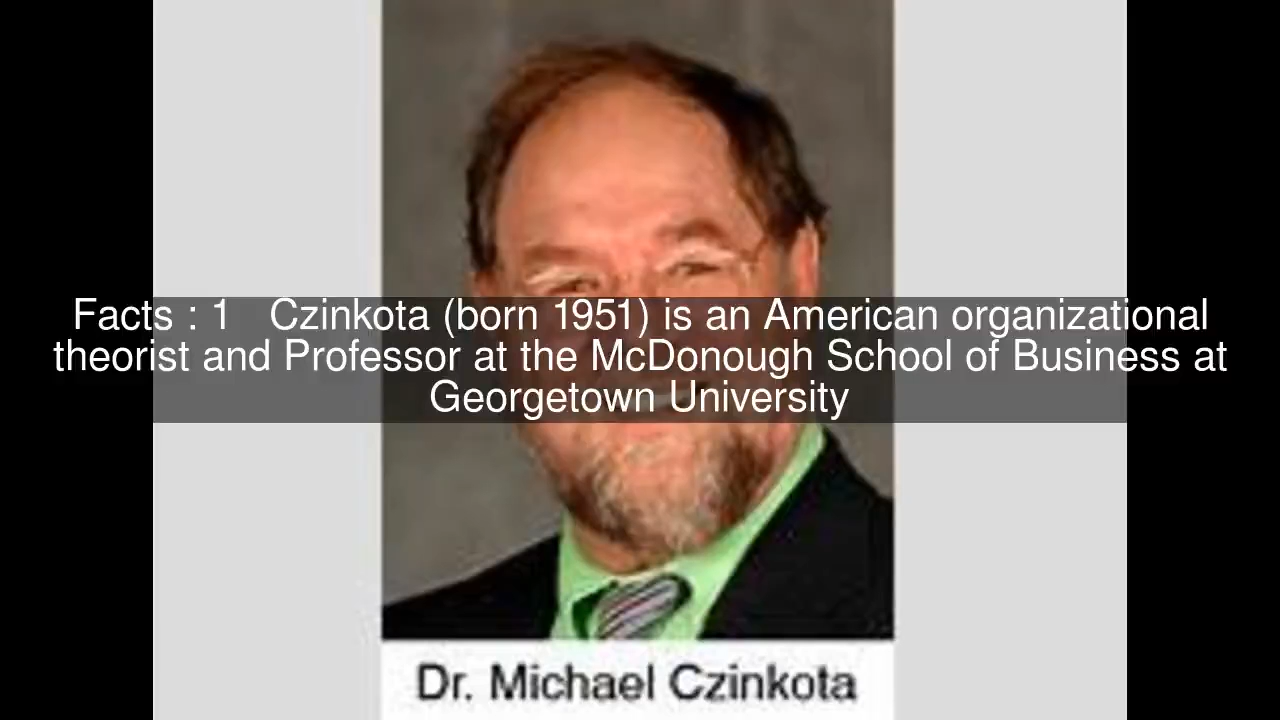 Facts : 1   Czinkota (born 1951) is an American organizational
theorist and Professor at the McDonough School of Business at
Georgetown University
Dr. Michael Czinkota